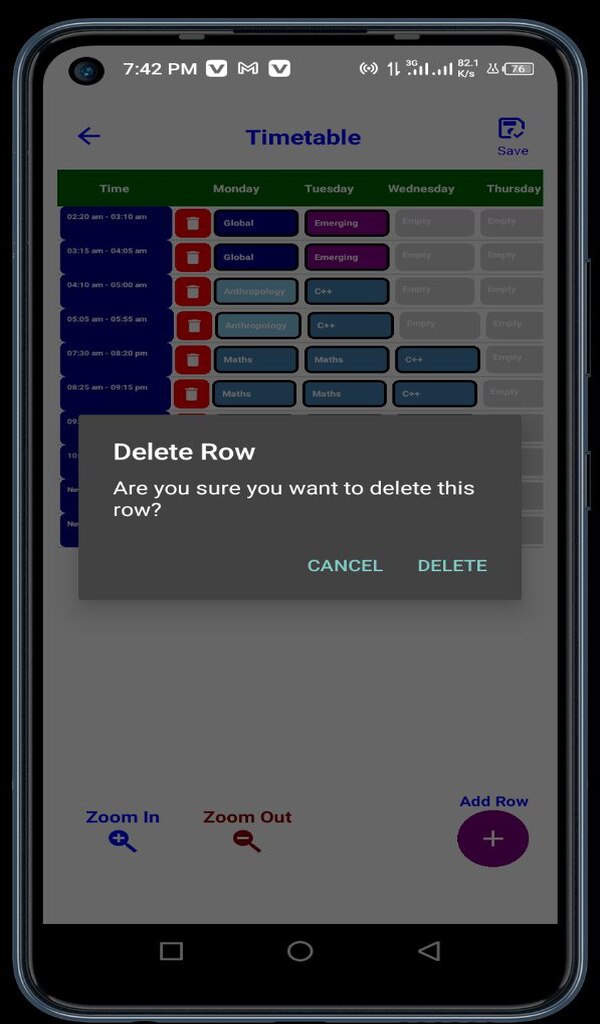 7:42 PM
3G
82.1
K/s
76
Timetable
Save
Time Monday Tuesday Wednesday Thursday
02:20 am - 03:10 am Global Emerging Empty Empty
03:15 am - 04:05 am Global Emerging Empty Empty
04:10 am - 05:00 am Anthropology C++ Empty Empty
05:05 am - 05:55 am Anthropology C++ Empty Empty
07:30 am - 08:20 pm Maths Maths C++ Empty
08:25 am - 09:15 pm Maths Maths C++ Empty
09:
10:
Ne
Ne
Delete Row
Are you sure you want to delete this
row?
CANCEL DELETE
Add Row
Zoom In Zoom Out